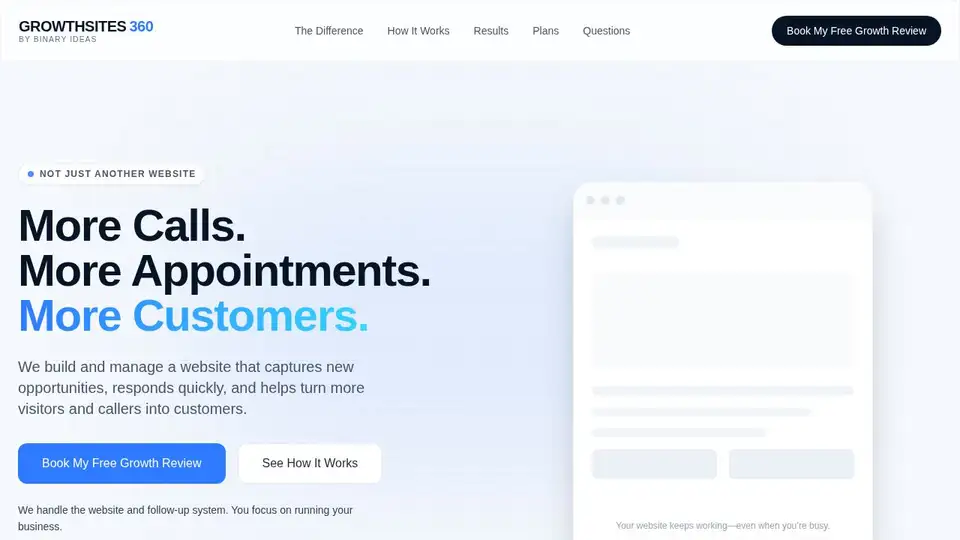 GROWTHSITES 360
BY BINARY IDEAS
The Difference
How It Works
Results
Plans
Questions
Book My Free Growth Review
NOT JUST ANOTHER WEBSITE
More Calls.
More Appointments.
More Customers.
We build and manage a website that captures new
opportunities, responds quickly, and helps turn more
visitors and callers into customers.
Book My Free Growth Review
See How It Works
We handle the website and follow-up system. You focus on running your
business.
Your website keeps working—even when you're busy.